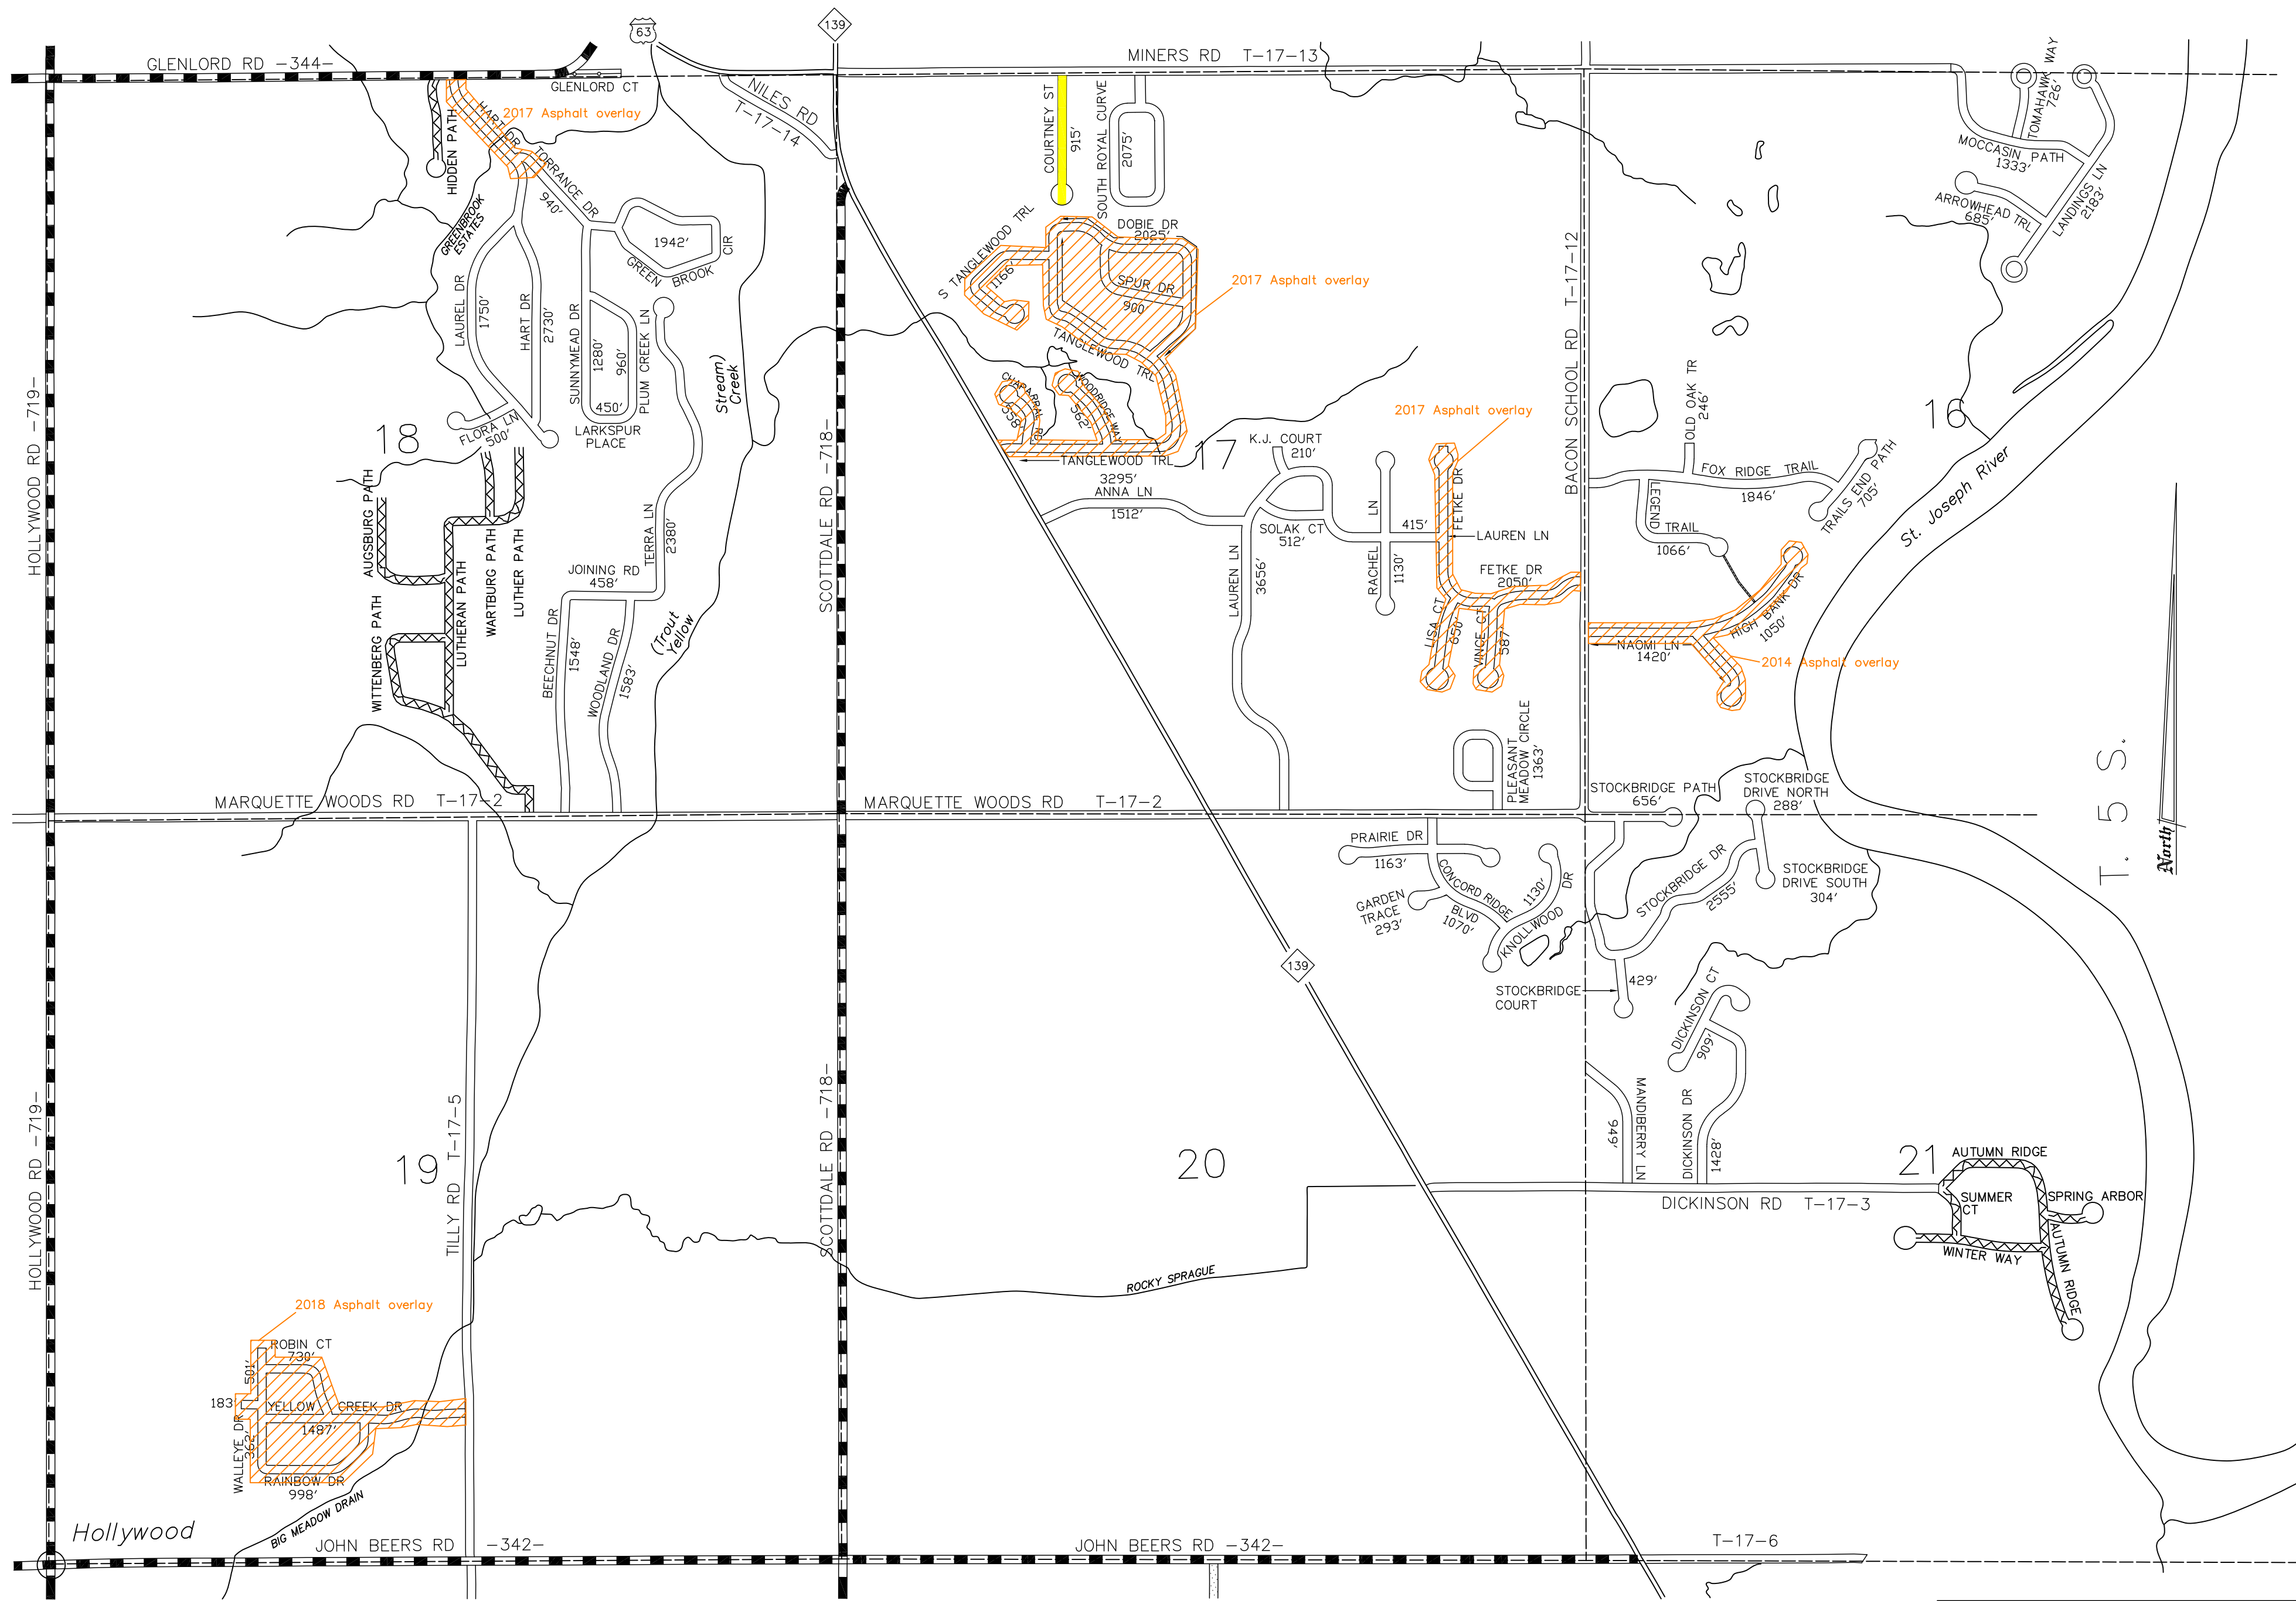 GLENLORD RD -344-
63
139
MINERS RD T-17-13
GLENLORD CT
NILES RD
T-17-14
HIDDEN PATH
HART DR
2017 Asphalt overlay
TORRANCE DR
940'
GREENBROOK
ESTATES
1942'
GREEN BROOK CIR
LAUREL DR
1750'
HART DR
2730'
SUNNYMEAD DR
1280'
960'
PLUM CREEK LN
450'
LARKSPUR
PLACE
FLORA LN
500'
18
Stream)
Creek
(Trout
Yellow
TERRA LN
2380'
JOINING RD
458'
BEECHNUT DR
1548'
WOODLAND DR
1583'
AUGSBURG PATH
WITTENBERG PATH
LUTHERAN PATH
WARTBURG PATH
LUTHER PATH
HOLLYWOOD RD -719-
SCOTTDALE RD -718-
MARQUETTE WOODS RD T-17-2
MARQUETTE WOODS RD T-17-2
COURTNEY ST
915'
SOUTH ROYAL CURVE
2075'
S TANGLEWOOD TRL
1166'
DOBIE DR
2025'
SPUR DR
900
2017 Asphalt overlay
TANGLEWOOD TRL
CHAPARRAL RD
558'
WOODRIDGE WAY
562'
TANGLEWOOD TRL
3295'
17
K.J. COURT
210'
ANNA LN
1512'
SOLAK CT
512'
LAUREN LN
3656'
RACHEL LN
1130'
415'
2017 Asphalt overlay
FETKE DR
LAUREN LN
FETKE DR
2050'
LISA CT
650'
VINCE CT
587'
PLEASANT
MEADOW CIRCLE
1363'
BACON SCHOOL RD T-17-12
TOMAHAWK WAY
726'
MOCCASIN PATH
1333'
ARROWHEAD TRL
685'
LANDINGS LN
2183'
16
OLD OAK TR
246'
FOX RIDGE TRAIL
1846'
TRAILS END PATH
705'
LEGEND TRAIL
1066'
HIGH BANK DR
1050'
NAOMI LN
1420'
2014 Asphalt overlay
St. Joseph River
T. 5 S.
North
STOCKBRIDGE PATH
656'
STOCKBRIDGE
DRIVE NORTH
288'
STOCKBRIDGE DR
2555'
STOCKBRIDGE
DRIVE SOUTH
304'
PRAIRIE DR
1163'
CONCORD RIDGE
BLVD
1070'
GARDEN
TRACE
293'
KNOLLWOOD DR
1130'
STOCKBRIDGE
COURT
429'
139
DICKINSON CT
909'
DICKINSON DR
1428'
MANDIBERRY LN
949'
DICKINSON RD T-17-3
21
AUTUMN RIDGE
SUMMER
CT
SPRING ARBOR
WINTER WAY
AUTUMN RIDGE
HOLLYWOOD RD -719-
19
TILLY RD T-17-5
SCOTTDALE RD -718-
20
ROCKY SPRAGUE
2018 Asphalt overlay
ROBIN CT
730'
501'
183'
YELLOW CREEK DR
1487'
WALLEYE DR
362'
RAINBOW DR
998'
BIG MEADOW DRAIN
Hollywood
JOHN BEERS RD -342-
JOHN BEERS RD -342-
T-17-6